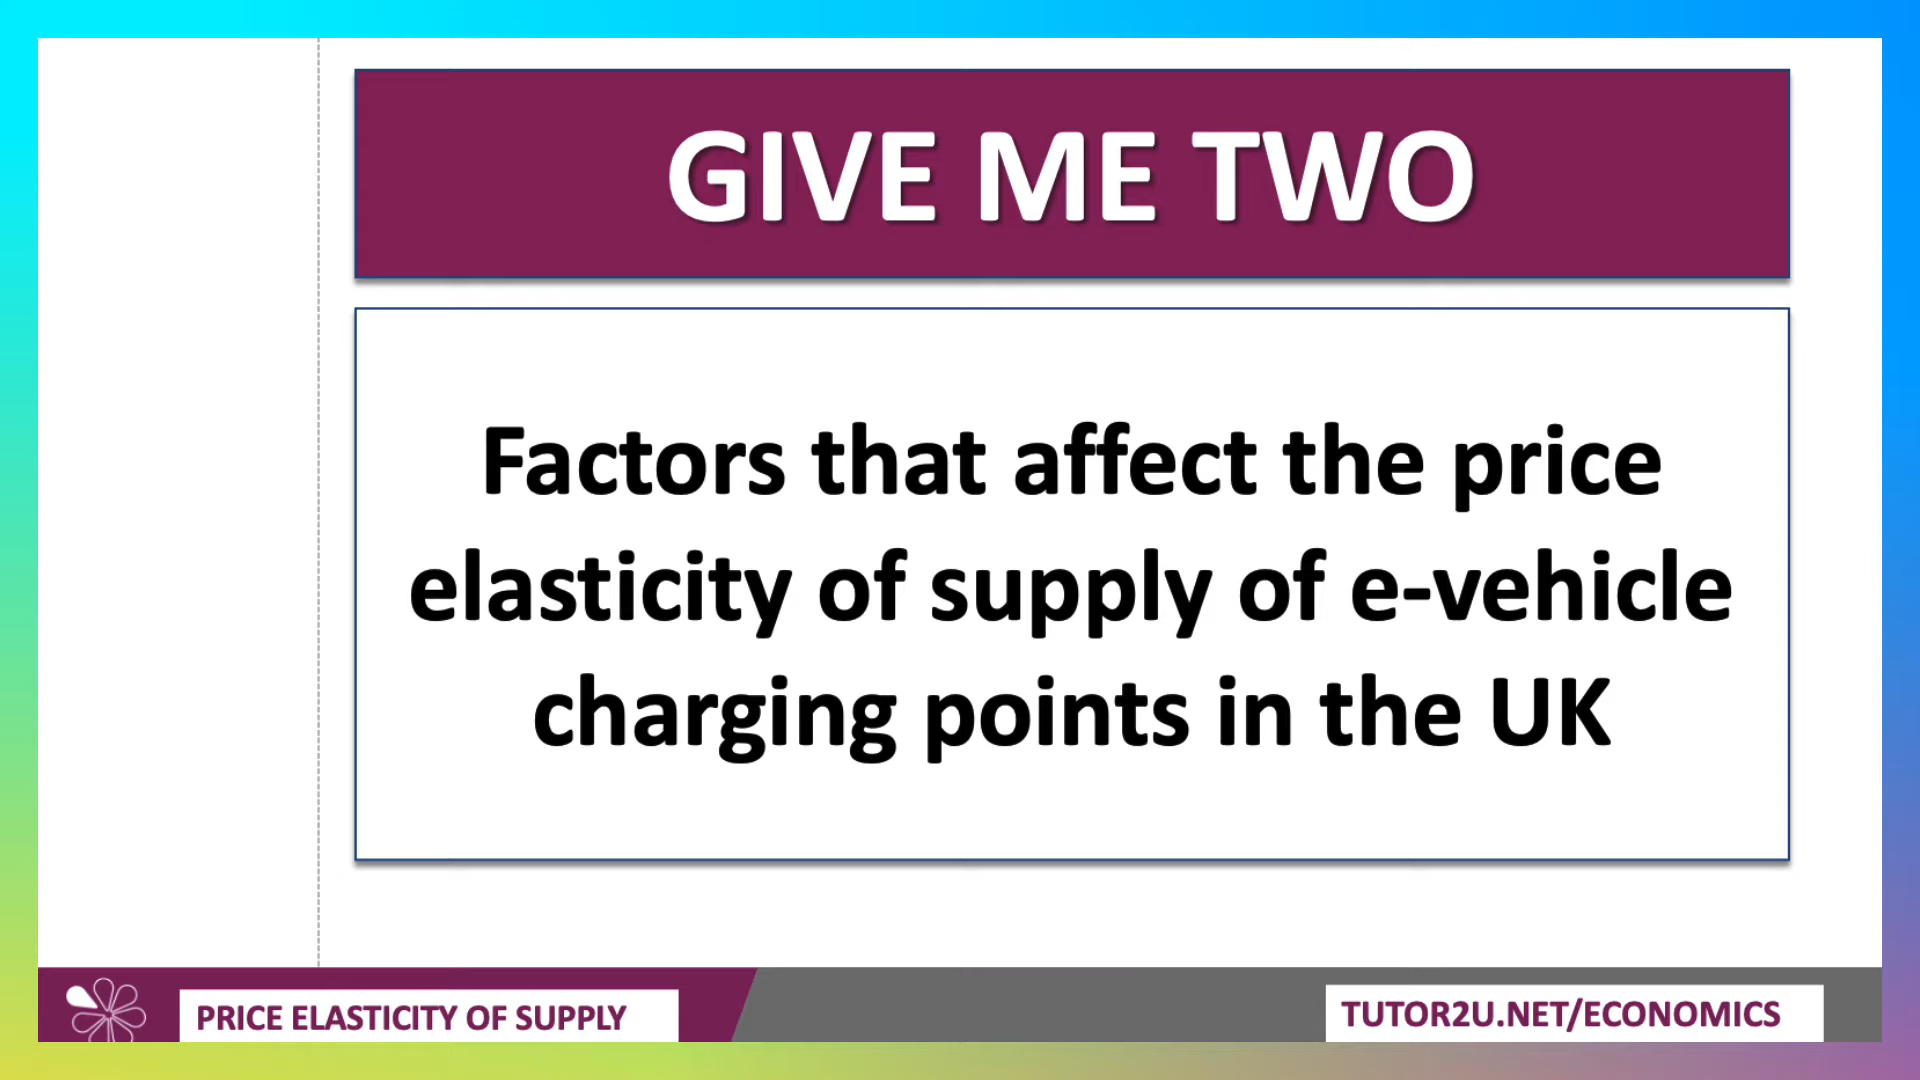 GIVE ME TWO
Factors that affect the price
elasticity of supply of e-vehicle
charging points in the UK
PRICE ELASTICITY OF SUPPLY
TUTOR2U.NET/ECONOMICS